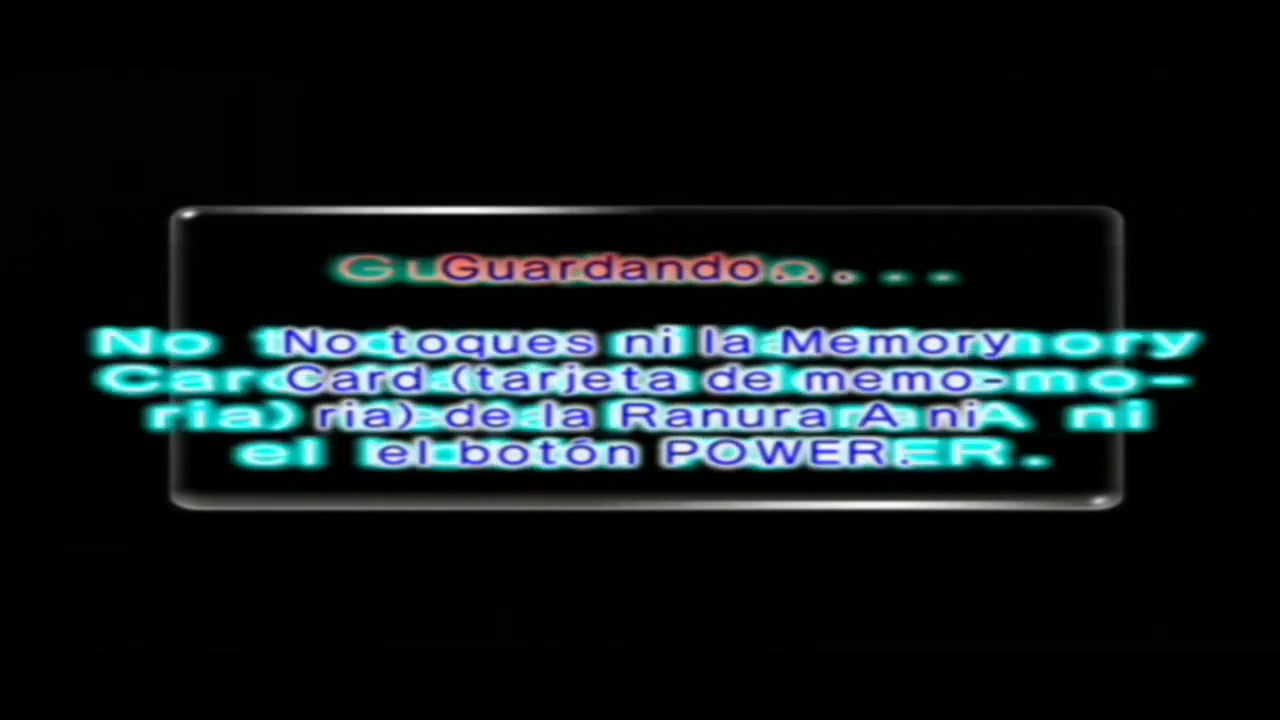 Guardando...
No toques ni la Memory
Card (tarjeta de memo-
ria) de la Ranura A ni
el botón POWER.